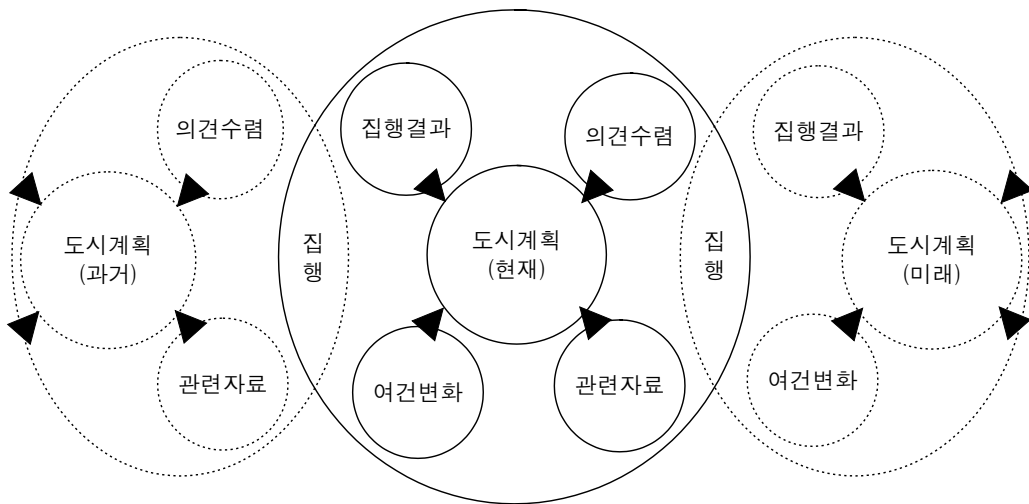 의견수렴
도시계획
(과거)
관련자료
집
행
집행결과
의견수렴
도시계획
(현재)
여건변화
관련자료
집
행
집행결과
도시계획
(미래)
여건변화